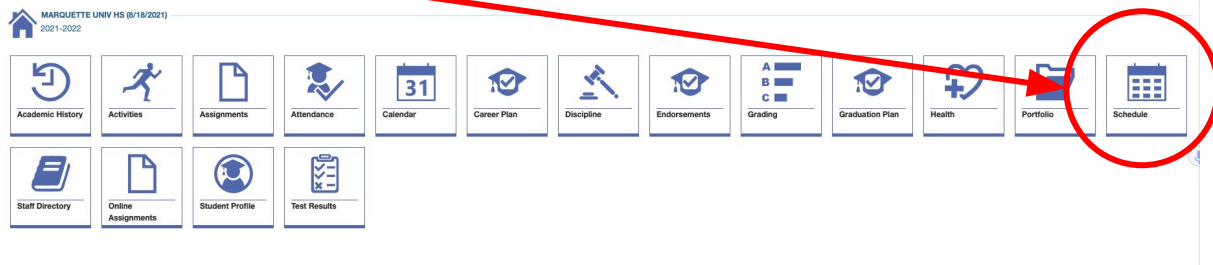 MARQUETTE UNIV HS (8/18/2021)
2021-2022
Academic History
Activities
Assignments
Attendance
31
Calendar
Career Plan
Discipline
Endorsements
A
B
C
Grading
Graduation Plan
Health
Portfolio
Schedule
Staff Directory
Online
Assignments
Student Profile
Test Results